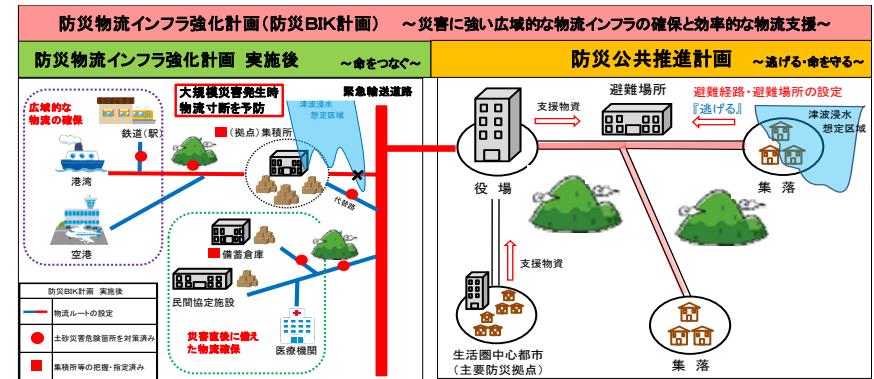 防災物流インフラ強化計画(防災BIK計画) ～災害に強い広域的な物流インフラの確保と効率的な物流支援～
防災物流インフラ強化計画 実施後 ～命をつなぐ～
防災公共推進計画 ～逃げる・命を守る～
広域的な
物流の確保
鉄道(駅)
港湾
空港
大規模災害発生時
物流寸断を予防
(拠点)集積所
津波浸水
想定区域
緊急輸送道路
代替路
備蓄倉庫
民間協定施設
医療機関
災害直後に備え
た物流確保
防災BIK計画 実施後
物流ルートの設定
土砂災害危険箇所を対策済み
集積所等の把握・指定済み
役場
支援物資
避難場所
避難経路・避難場所の設定
『逃げる』
津波浸水
想定区域
集落
支援物資
生活圏中心都市
(主要防災拠点)
集落